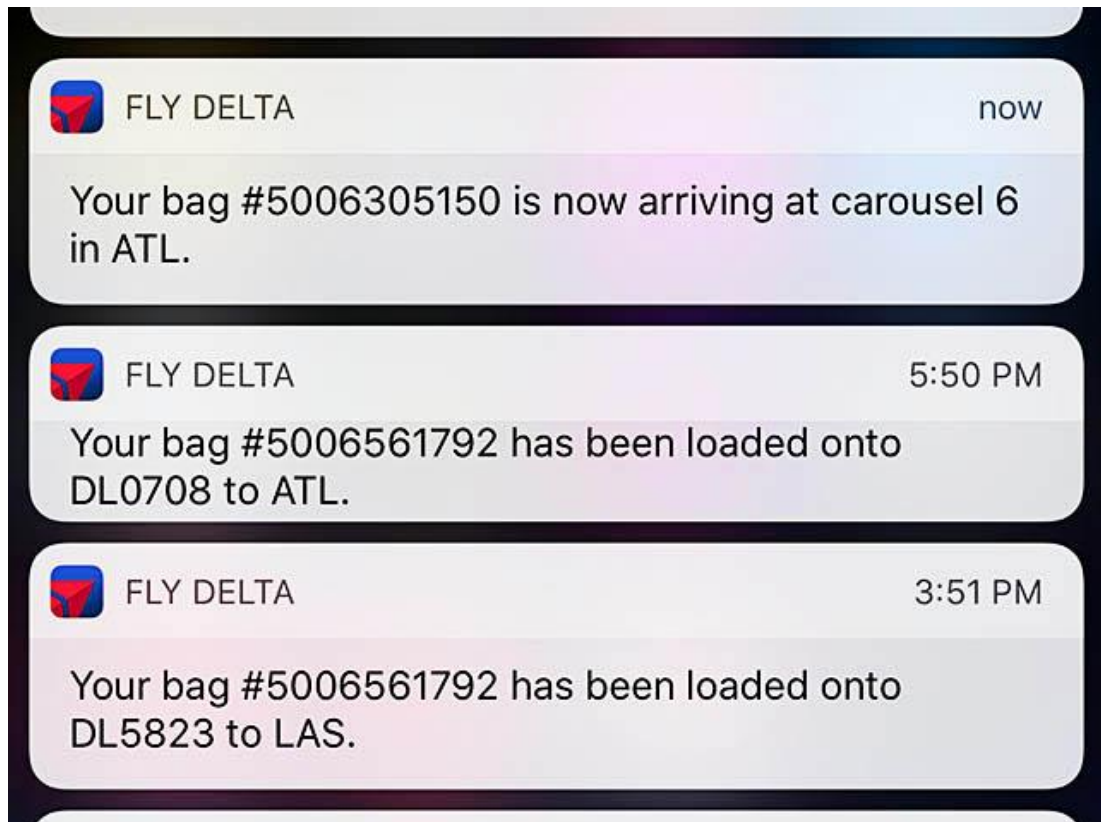 FLY DELTA
now
Your bag #5006305150 is now arriving at carousel 6
in ATL.
FLY DELTA
5:50 PM
Your bag #5006561792 has been loaded onto
DL0708 to ATL.
FLY DELTA
3:51 PM
Your bag #5006561792 has been loaded onto
DL5823 to LAS.